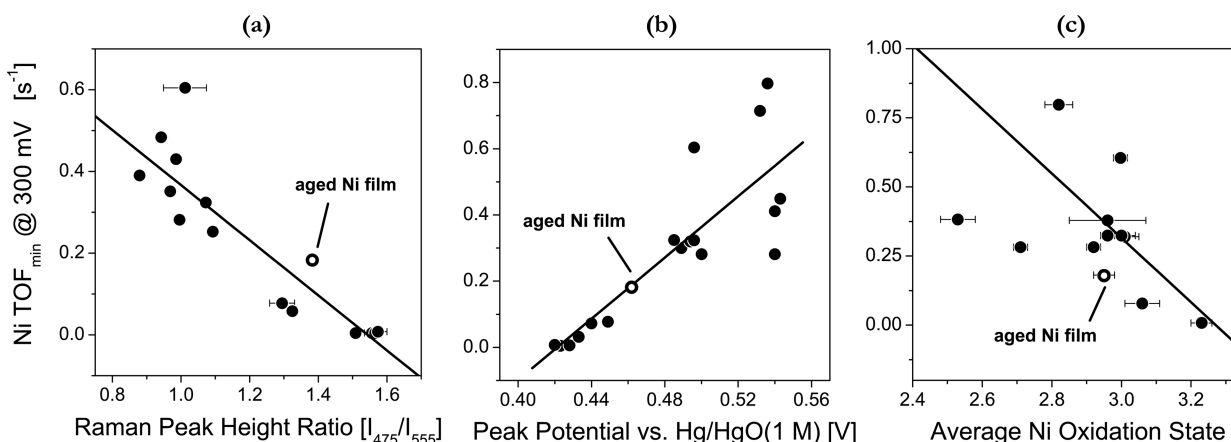 (a)
(b)
(c)
Ni TOFmin @ 300 mV [s-1]
0.6
0.4
0.2
0.0
aged Ni film
0.8 1.0 1.2 1.4 1.6
Raman Peak Height Ratio [I475/I555]
0.8
0.6
0.4
0.2
0.0
aged Ni film
0.40 0.44 0.48 0.52 0.56
Peak Potential vs. Hg/HgO(1 M) [V]
1.00
0.75
0.50
0.25
0.00
aged Ni film
2.4 2.6 2.8 3.0 3.2
Average Ni Oxidation State